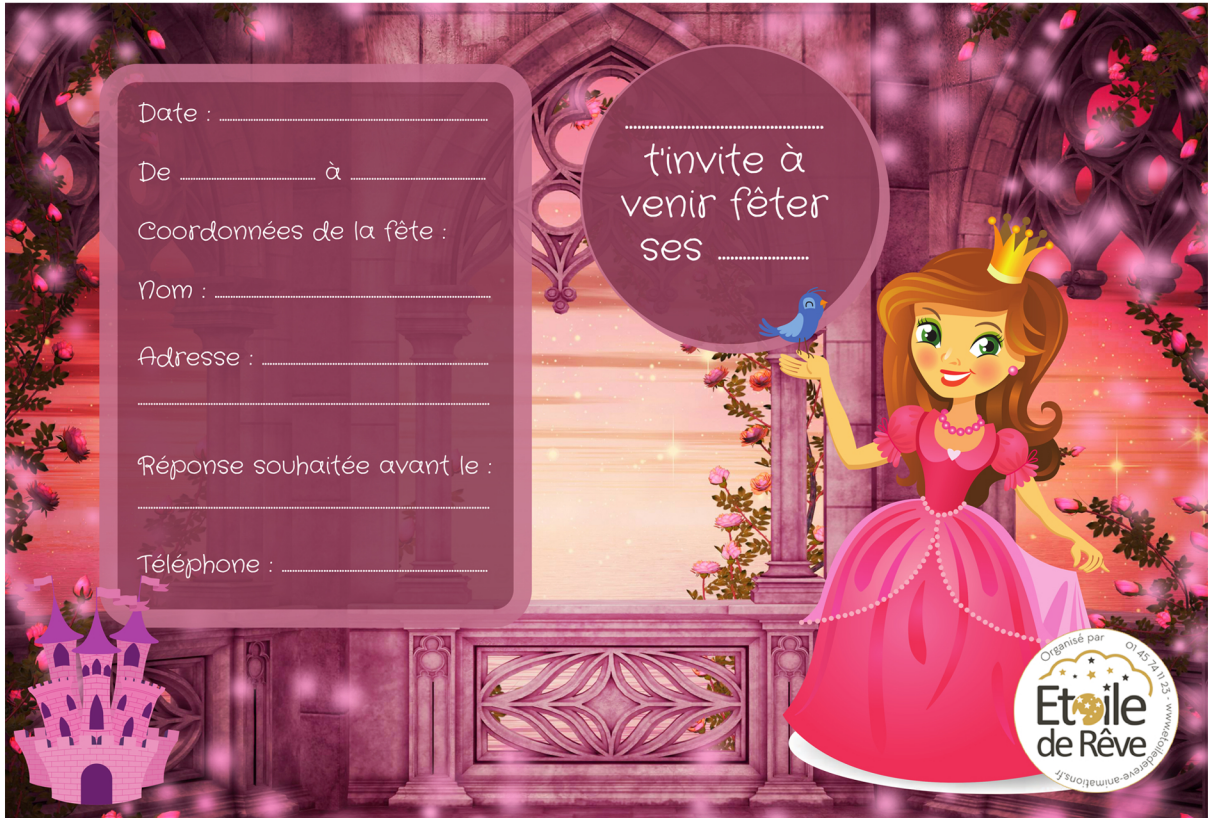 Date : ..............................
De .................. à ..................
Coordonnées de la fête :
Nom : ..............................
Adresse : ..............................
........................................
Réponse souhaitée avant le :
........................................
Téléphone : ..............................
..............................
t'invite à
venir fêter
ses ............
Organisé par
01 45 74 11 23 - www.etoiledereve-animations.fr
Etoile
de Rêve